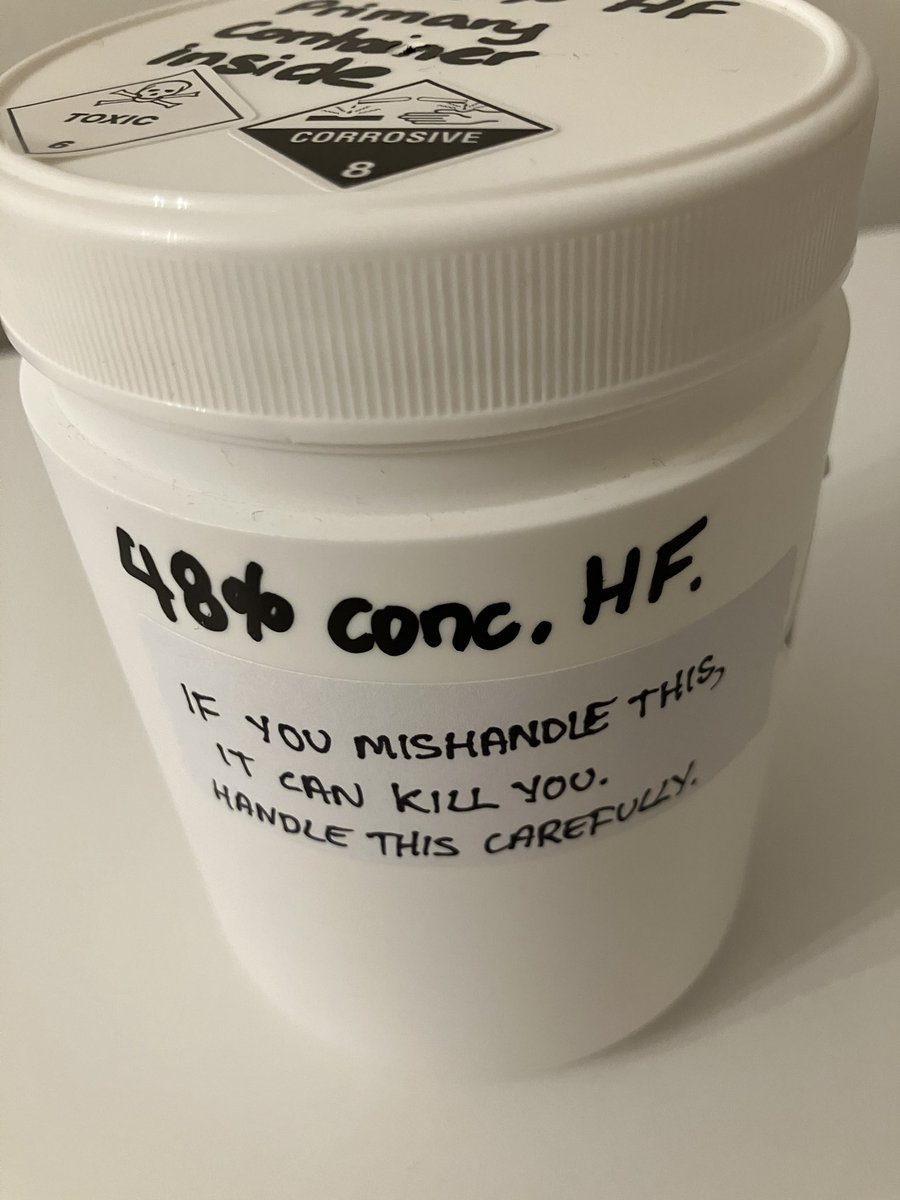 HF
Primary
Container
inside
TOXIC
6
CORROSIVE
8
48% conc. HF.
IF YOU MISHANDLE THIS,
IT CAN KILL YOU.
HANDLE THIS CAREFULLY.